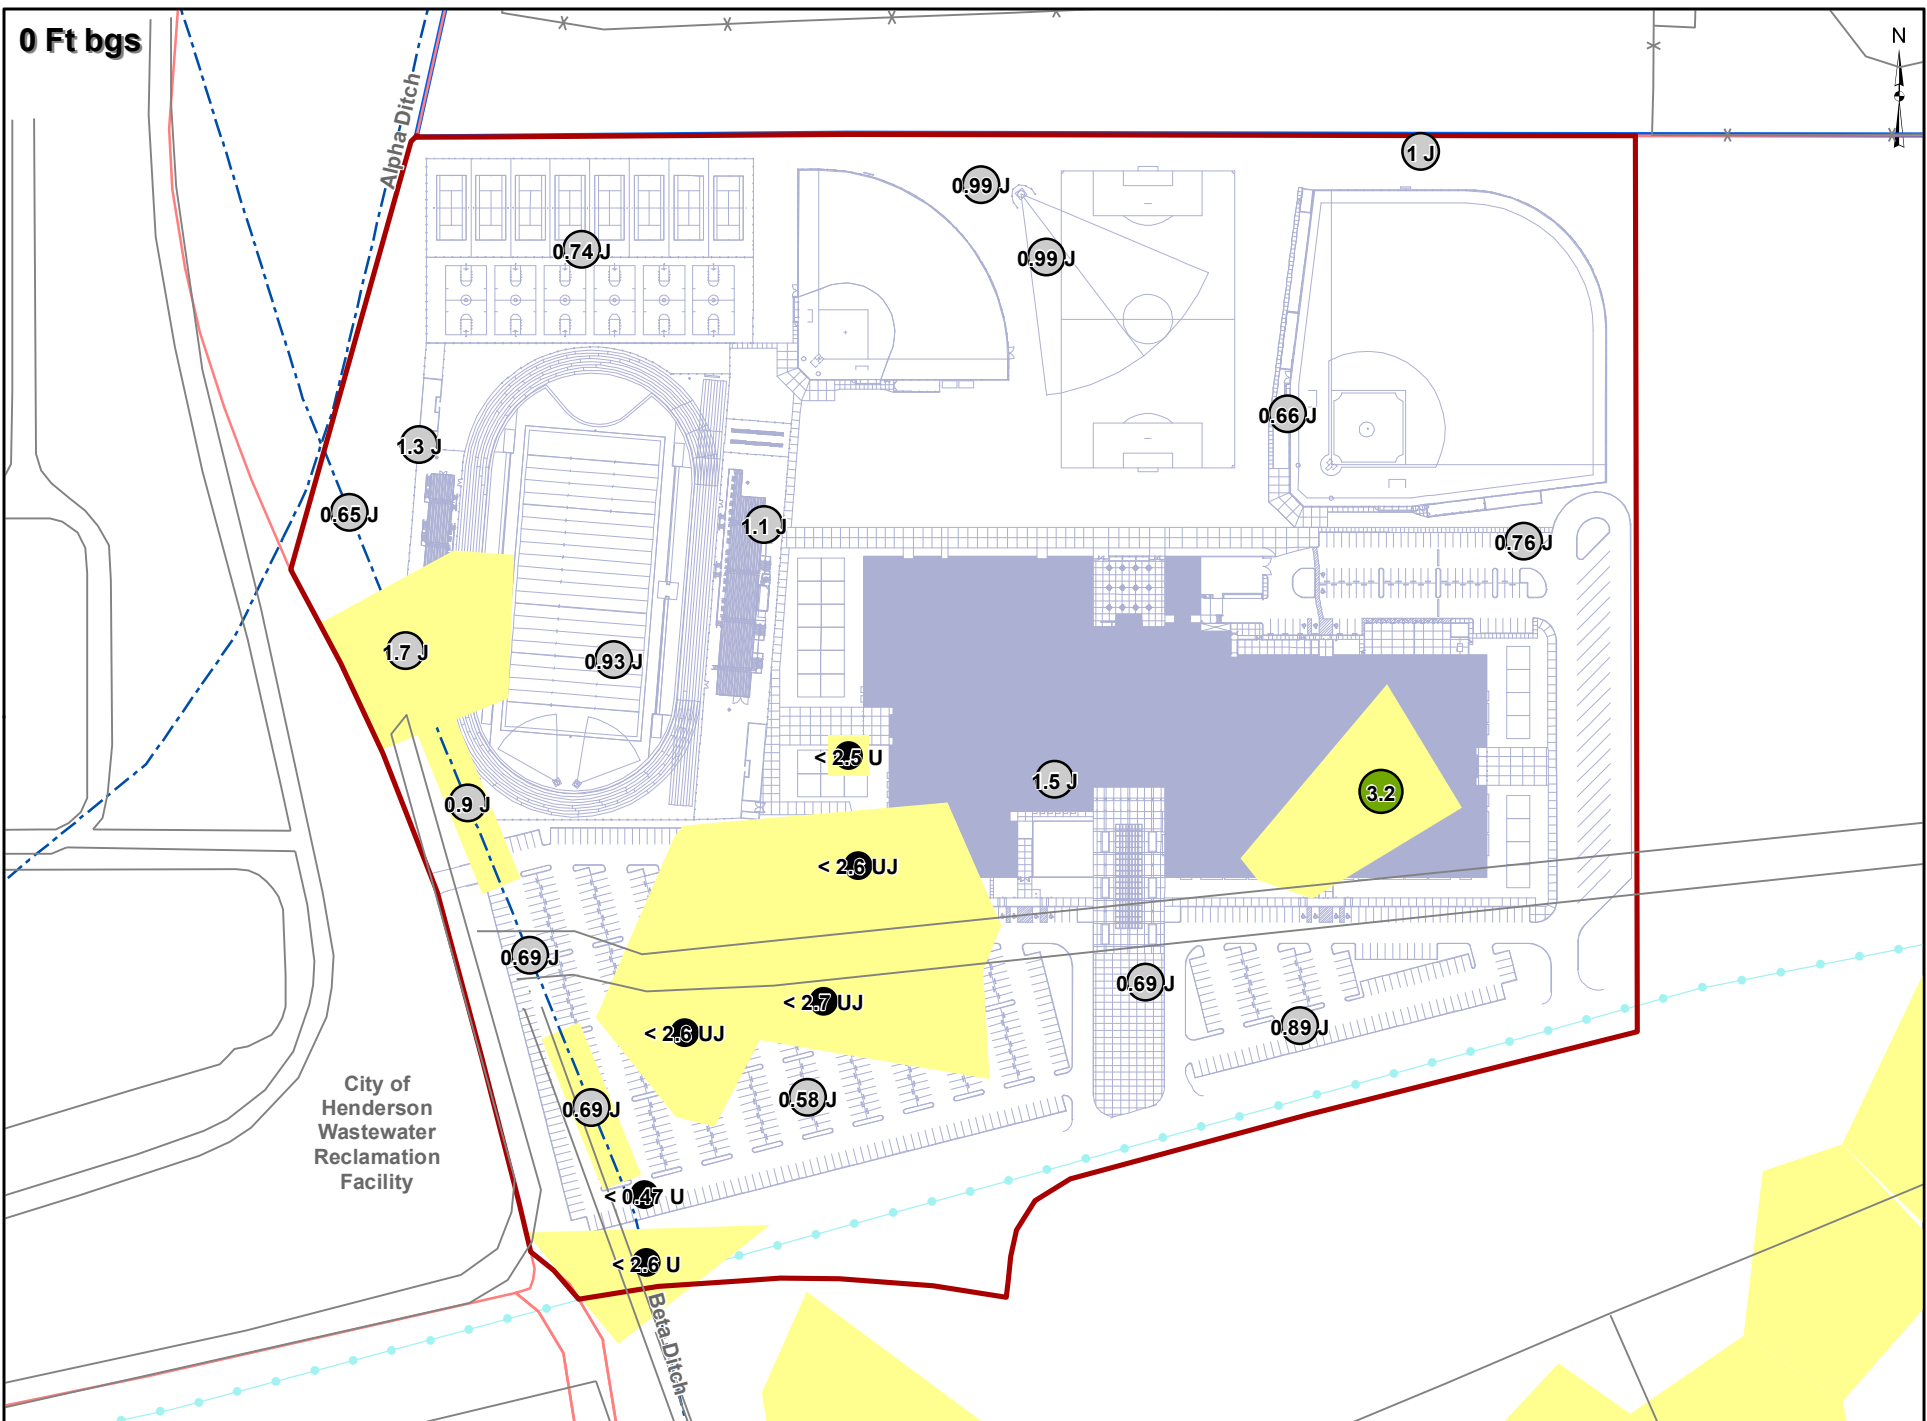 0 Ft bgs
N
Alpha Ditch
1 J
0.99 J
0.74 J
0.99 J
0.66 J
1.3 J
0.65 J
1.1 J
0.76 J
1.7 J
0.93 J
< 2.5 U
1.5 J
3.2
0.9 J
< 2.6 UJ
0.69 J
0.69 J
< 2.7 UJ
< 2.6 UJ
0.89 J
0.58 J
0.69 J
City of
Henderson
Wastewater
Reclamation
Facility
< 0.47 U
< 2.6 U
Beta Ditch